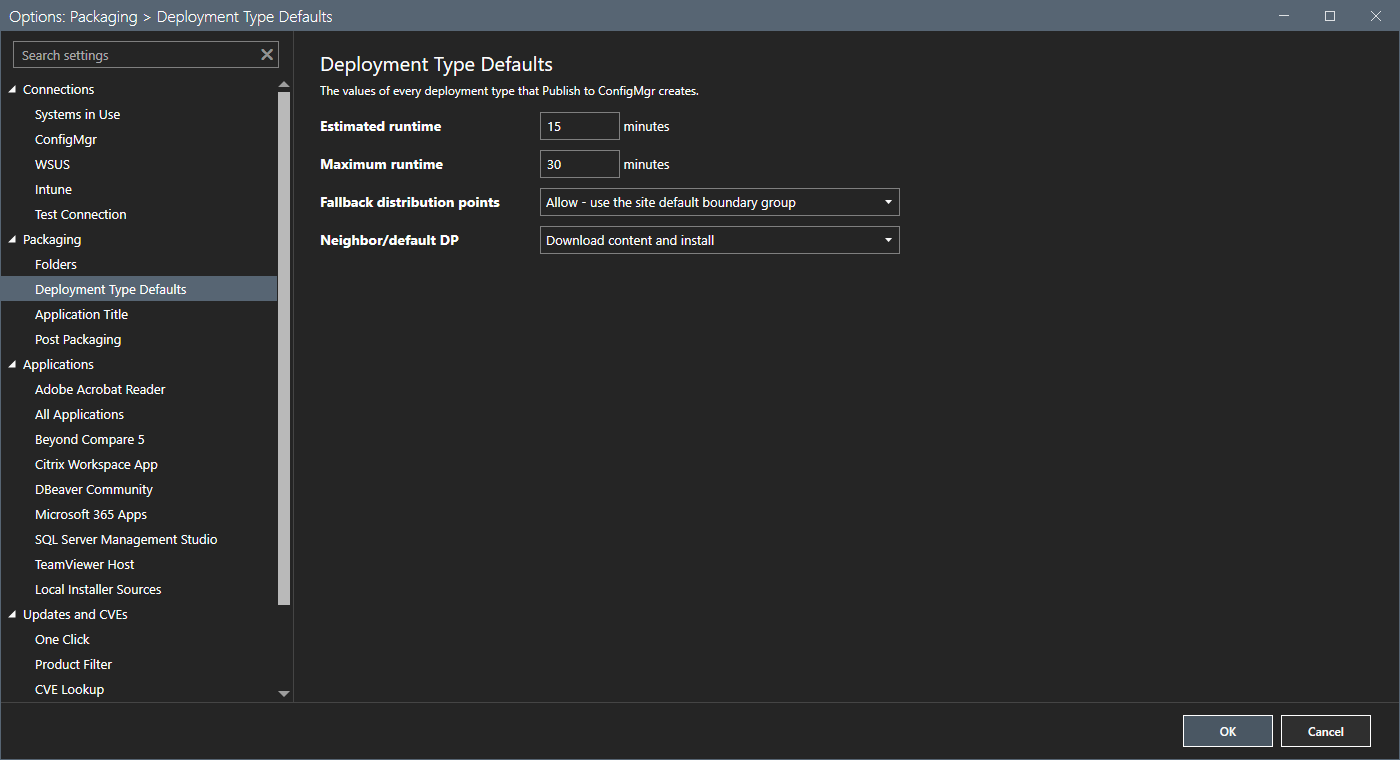 Options: Packaging > Deployment Type Defaults
Search settings
Connections
Systems in Use
ConfigMgr
WSUS
Intune
Test Connection
Packaging
Folders
Deployment Type Defaults
Application Title
Post Packaging
Applications
Adobe Acrobat Reader
All Applications
Beyond Compare 5
Citrix Workspace App
DBeaver Community
Microsoft 365 Apps
SQL Server Management Studio
TeamViewer Host
Local Installer Sources
Updates and CVEs
One Click
Product Filter
CVE Lookup
Deployment Type Defaults
The values of every deployment type that Publish to ConfigMgr creates.
Estimated runtime 15 minutes
Maximum runtime 30 minutes
Fallback distribution points Allow - use the site default boundary group
Neighbor/default DP Download content and install
OK Cancel